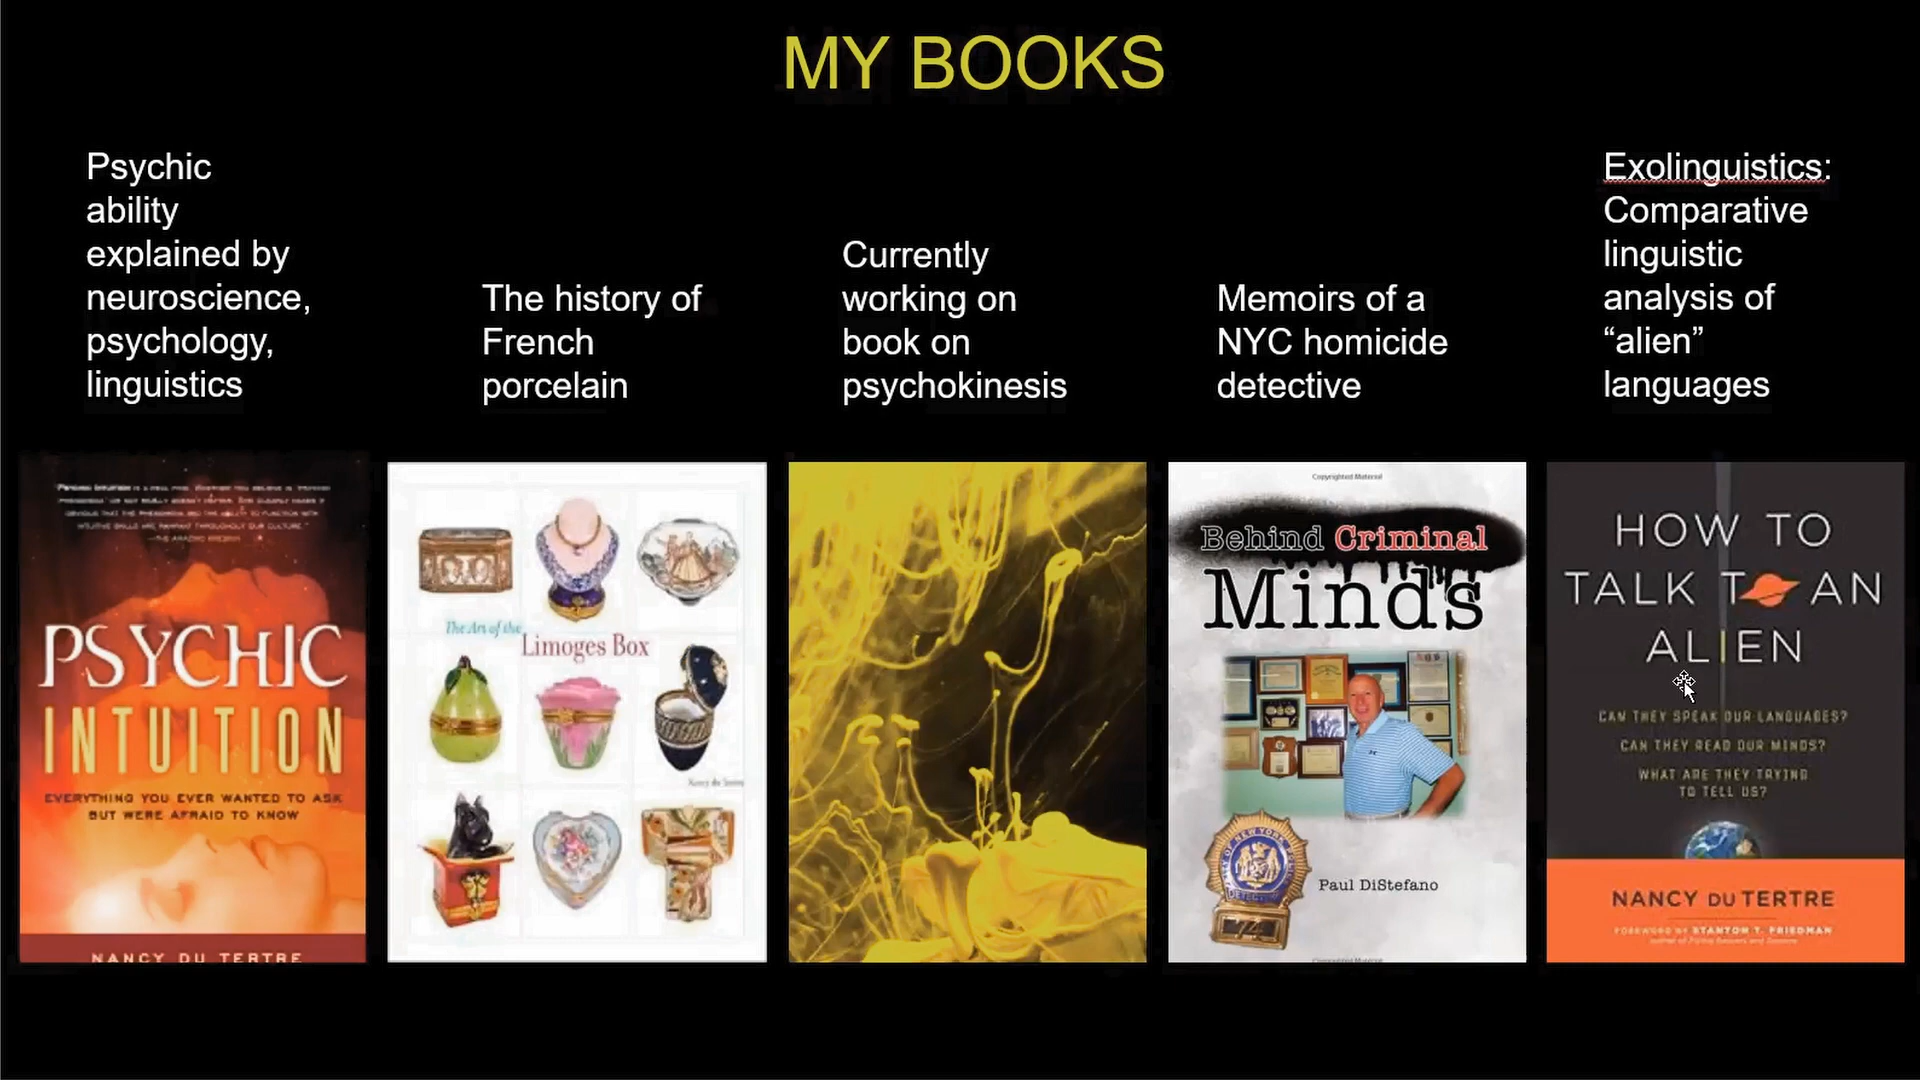 MY BOOKS
Psychic
ability
explained by
neuroscience,
psychology,
linguistics
The history of
French
porcelain
Currently
working on
book on
psychokinesis
Memoirs of a
NYC homicide
detective
Exolinguistics:
Comparative
linguistic
analysis of
“alien”
languages
PSYCHIC
INTUITION
EVERYTHING YOU EVER WANTED TO ASK
BUT WERE AFRAID TO KNOW
NANCY DU TERTRE
The Art of the
Limoges Box
Copyrighted Material
Behind Criminal
Minds
Paul DiStefano
HOW TO
TALK TO AN
ALIEN
CAN THEY SPEAK OUR LANGUAGES?
CAN THEY READ OUR MINDS?
WHAT ARE THEY TRYING
TO TELL US?
NANCY DU TERTRE
FOREWORD BY STANTON T. FRIEDMAN